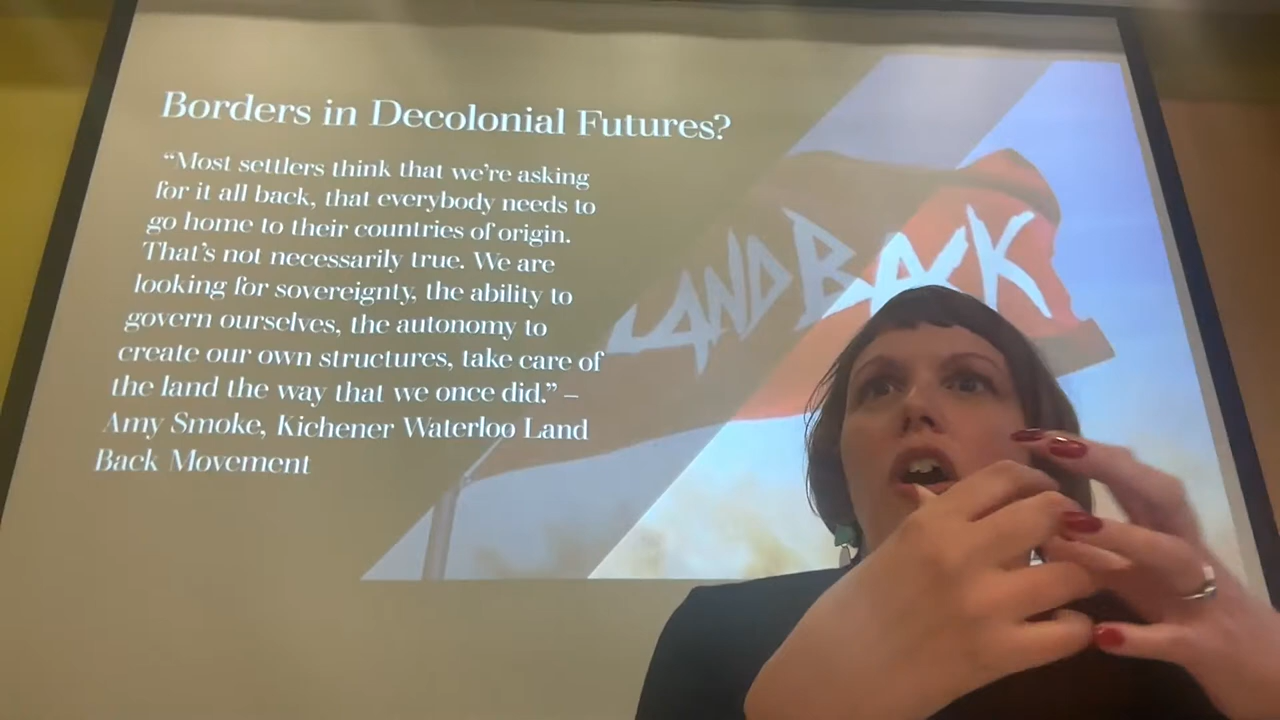 Borders in Decolonial Futures?
“Most settlers think that we’re asking
for it all back, that everybody needs to
go home to their countries of origin.
That’s not necessarily true. We are
looking for sovereignty, the ability to
govern ourselves, the autonomy to
create our own structures, take care of
the land the way that we once did.” –
Amy Smoke, Kichener Waterloo Land
Back Movement
LAND BACK